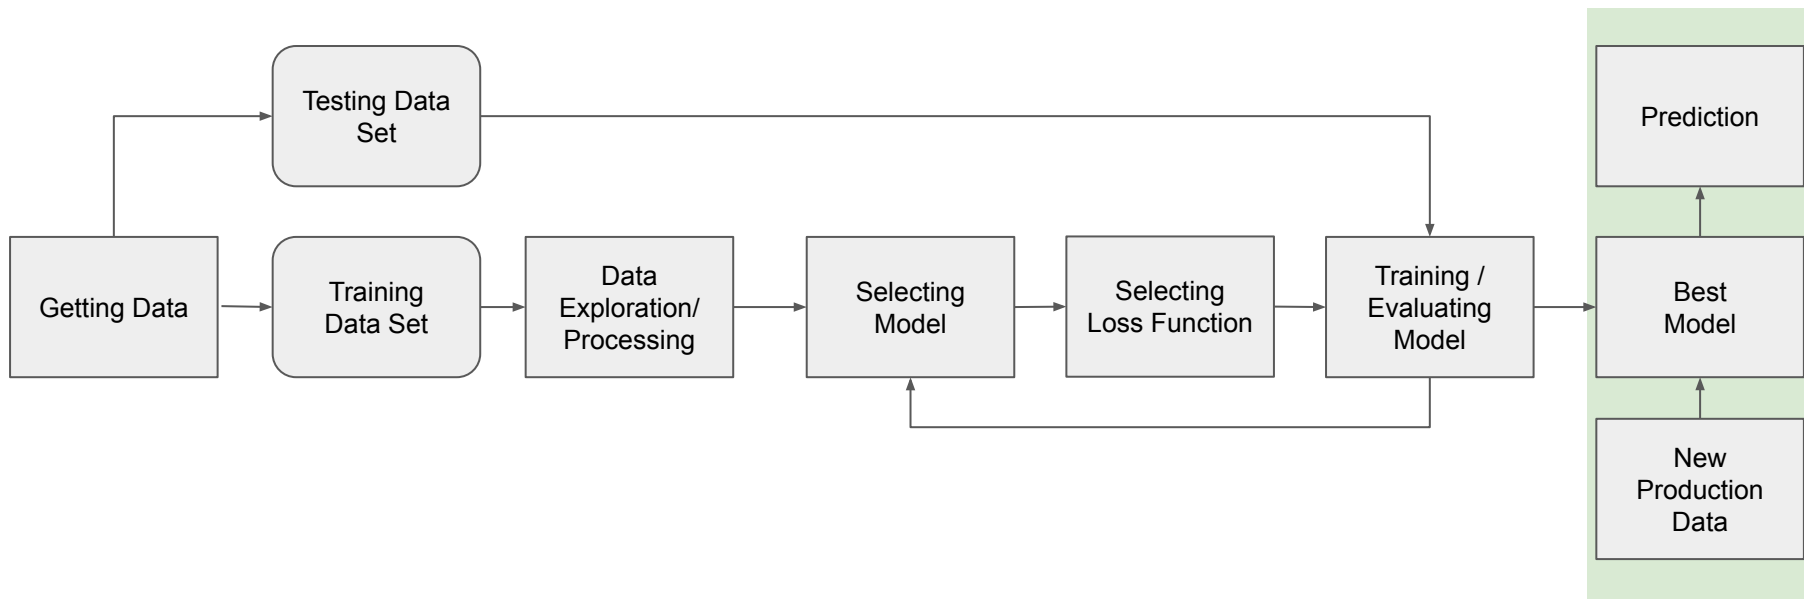 Testing Data
Set
Prediction
Getting Data
Training
Data Set
Data
Exploration/
Processing
Selecting
Model
Selecting
Loss Function
Training /
Evaluating
Model
Best
Model
New
Production
Data